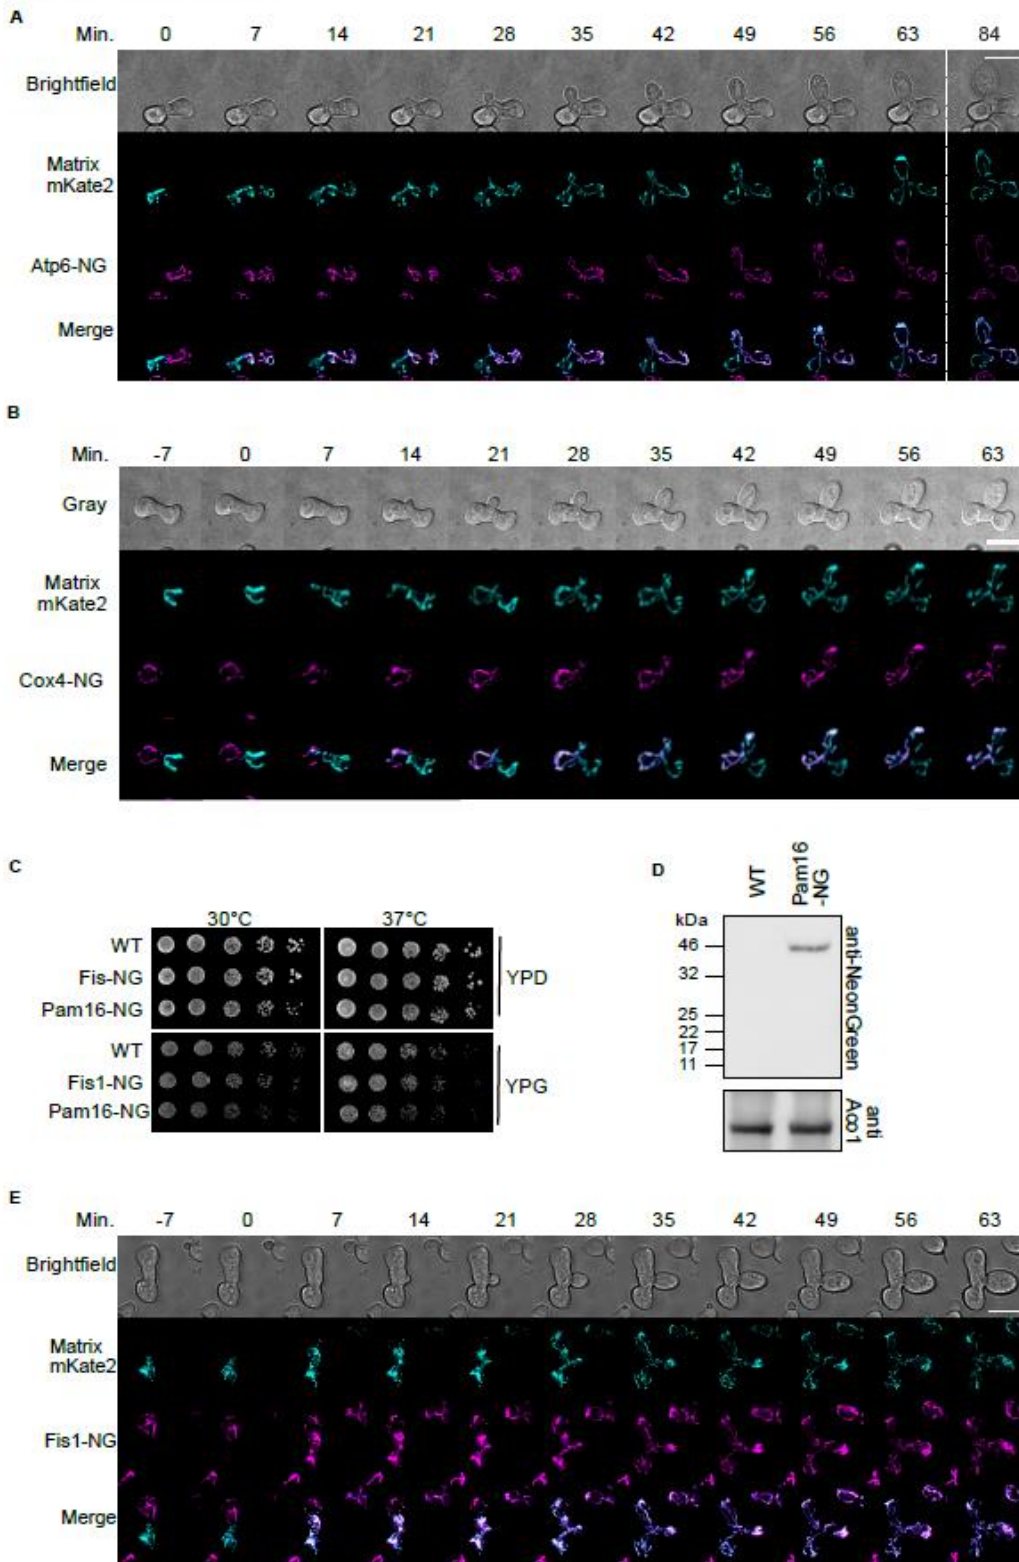 A
Min. 0 7 14 21 28 35 42 49 56 63 84
Brightfield
Matrix
mKate2
Atp6-NG
Merge
B
Min. -7 0 7 14 21 28 35 42 49 56 63
Gray
Matrix
mKate2
Cox4-NG
Merge
C
30°C 37°C
WT
Fis-NG
Pam16-NG
YPD
WT
Fis1-NG
Pam16-NG
YPG
D
WT
Pam16
-NG
kDa
46
32
25
22
17
11
anti-NeonGreen
anti
Aco1
E
Min. -7 0 7 14 21 28 35 42 49 56 63
Brightfield
Matrix
mKate2
Fis1-NG
Merge